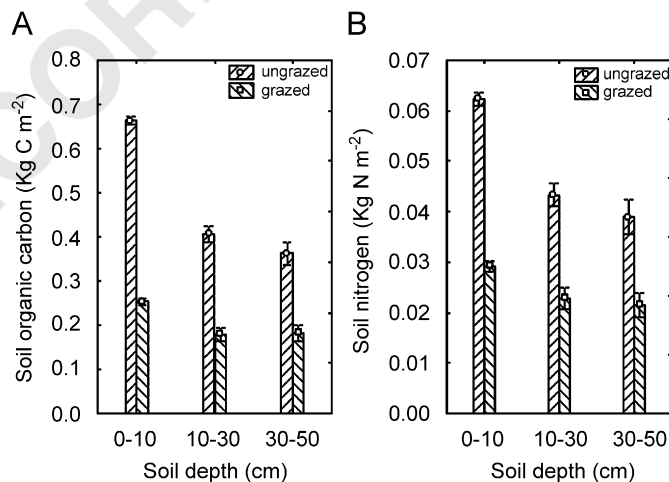 A
B
0.8
0.7
0.6
0.5
0.4
0.3
0.2
0.1
0.0
Soil organic carbon (Kg C m-2)
ungrazed
grazed
0-10 10-30 30-50
Soil depth (cm)
0.07
0.06
0.05
0.04
0.03
0.02
0.01
0.00
Soil nitrogen (Kg N m-2)
ungrazed
grazed
0-10 10-30 30-50
Soil depth (cm)